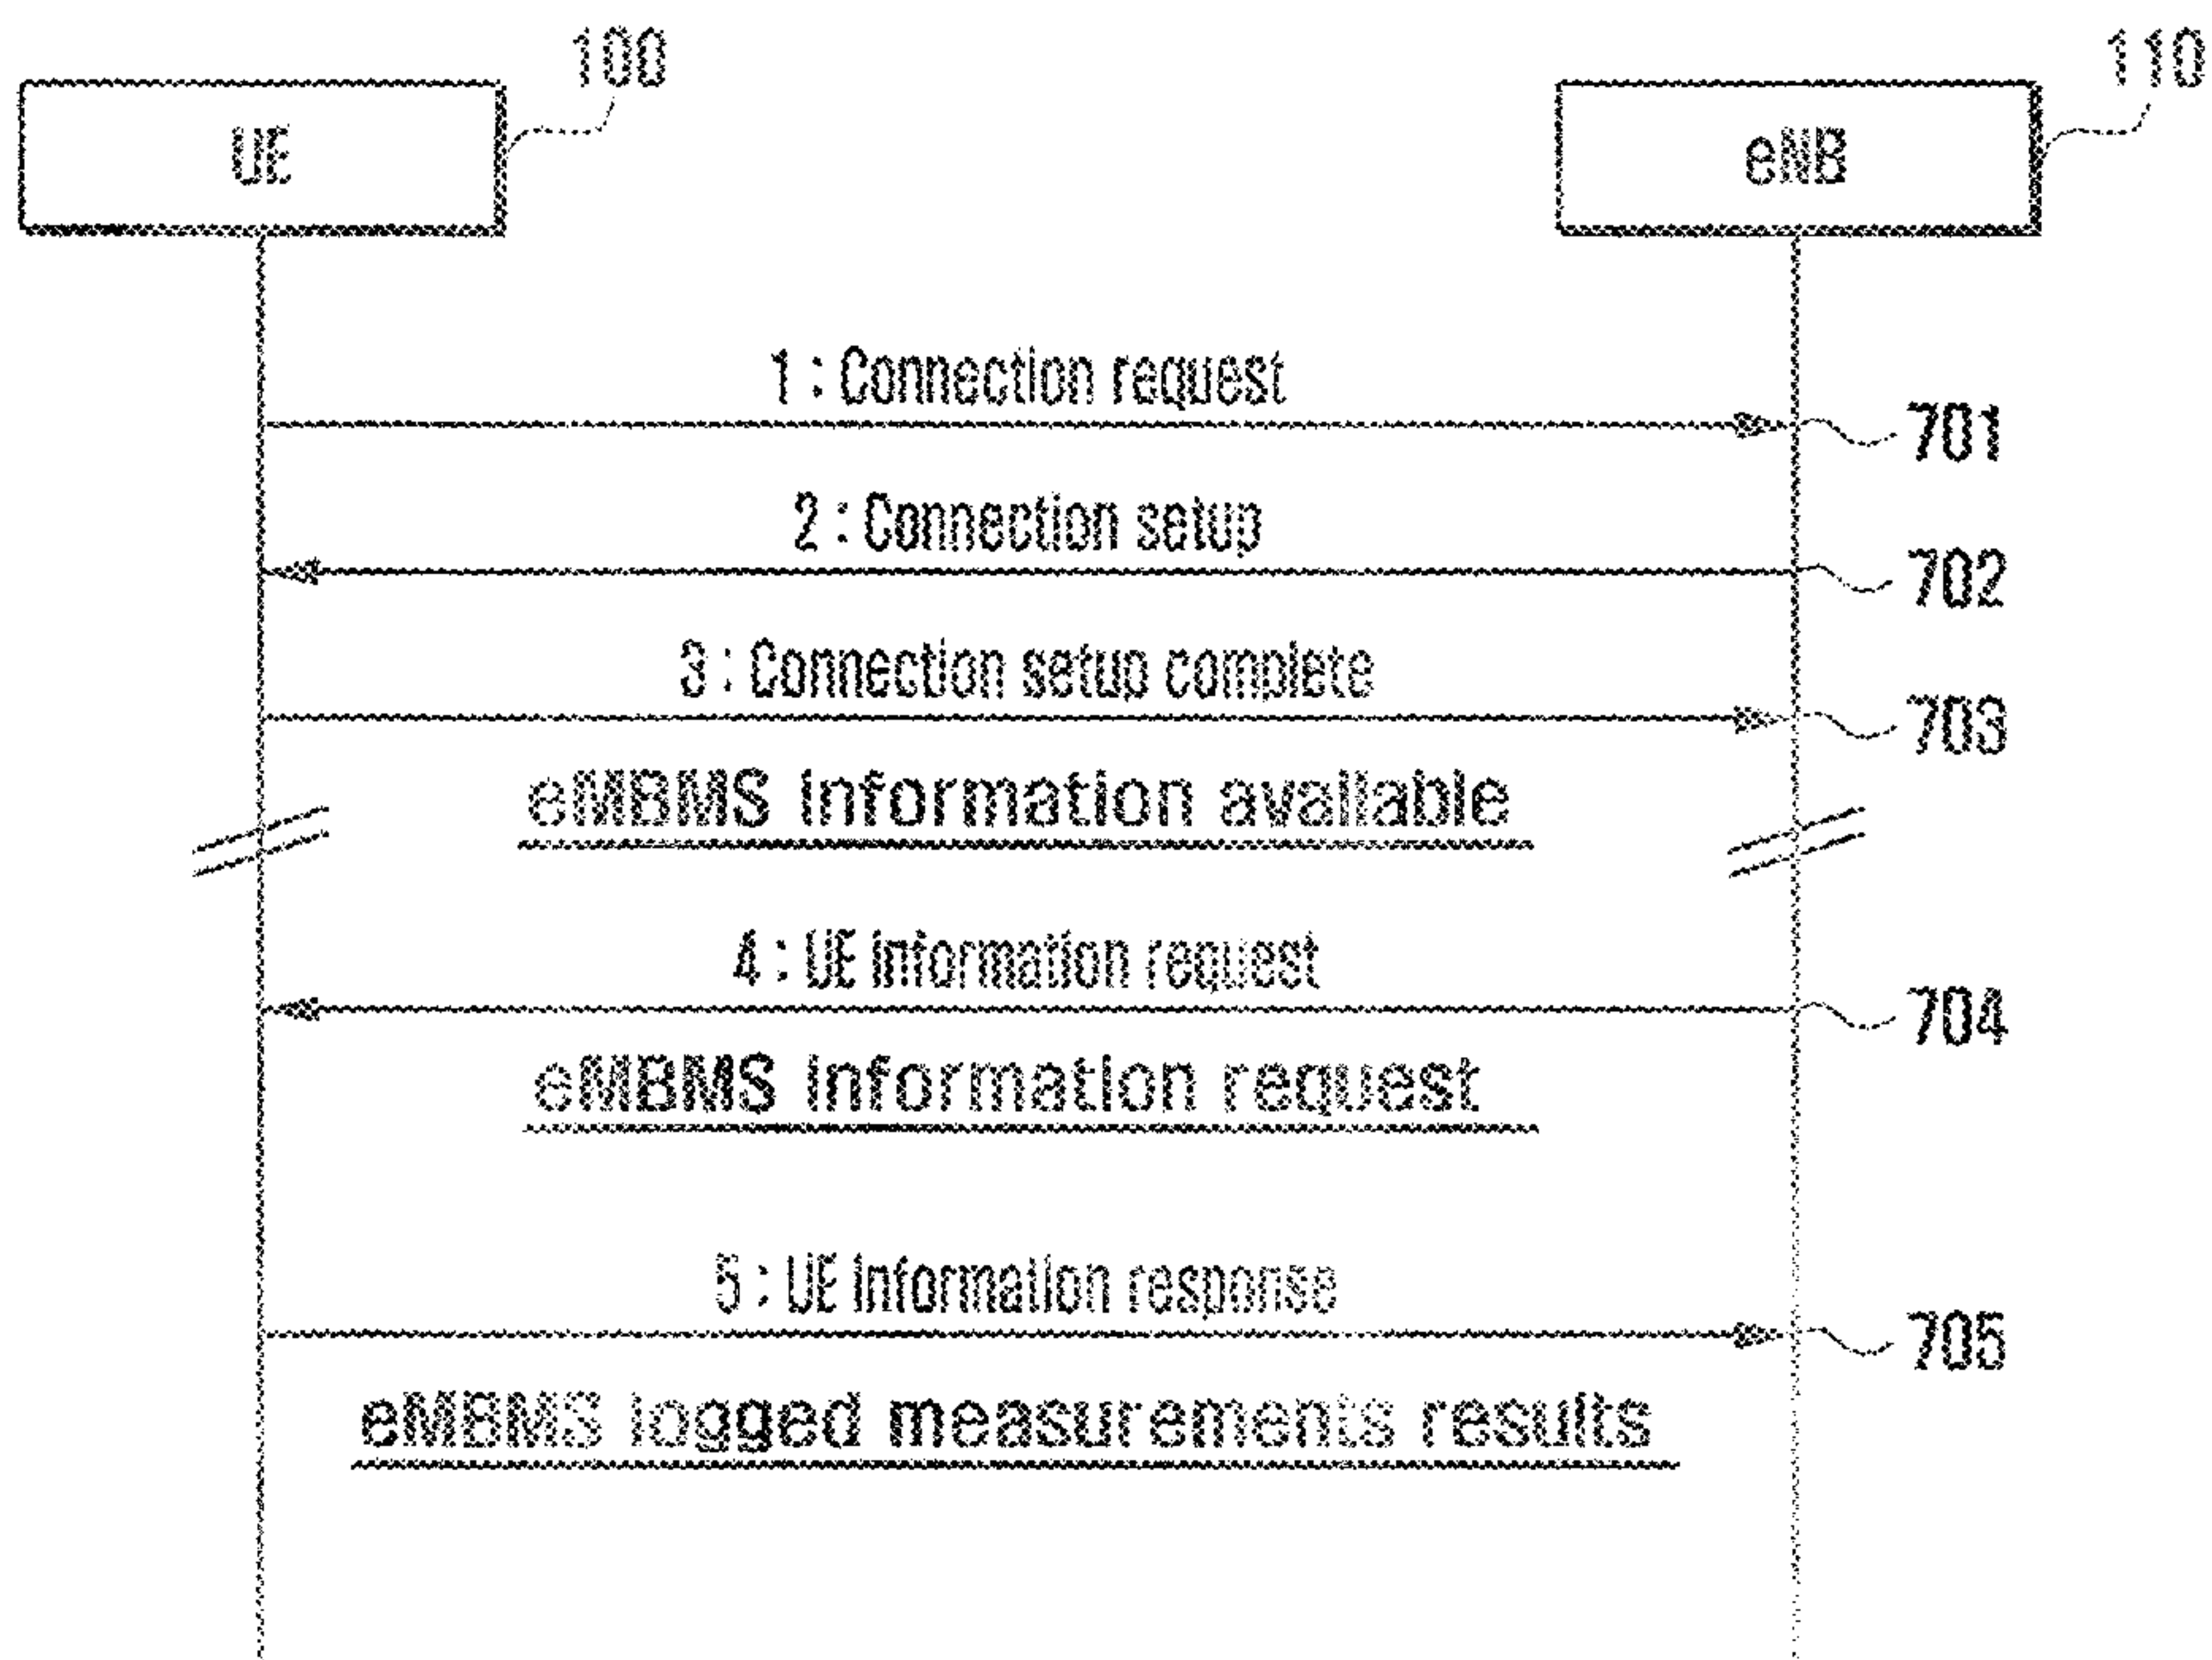 100
110
UE
eNB
1 : Connection request
701
2 : Connection setup
702
3 : Connection setup complete
703
eMBMS information available
4 : UE information request
704
eMBMS information request
5 : UE information response
705
eMBMS logged measurements results